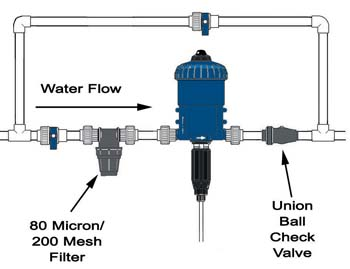 Water Flow
80 Micron/
200 Mesh
Filter
Union
Ball
Check
Valve